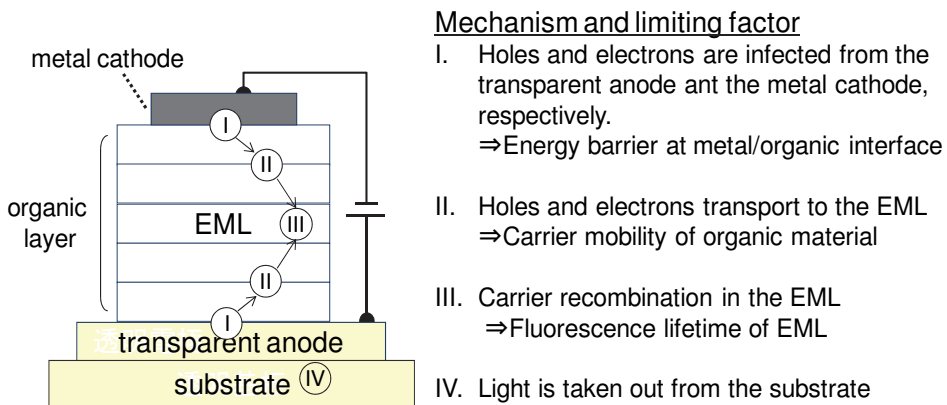 metal cathode
I
II
organic
layer
EML
III
II
I
transparent anode
substrate IV
Mechanism and limiting factor
I. Holes and electrons are infected from the
transparent anode ant the metal cathode,
respectively.
⇒Energy barrier at metal/organic interface
II. Holes and electrons transport to the EML
⇒Carrier mobility of organic material
III. Carrier recombination in the EML
⇒Fluorescence lifetime of EML
IV. Light is taken out from the substrate